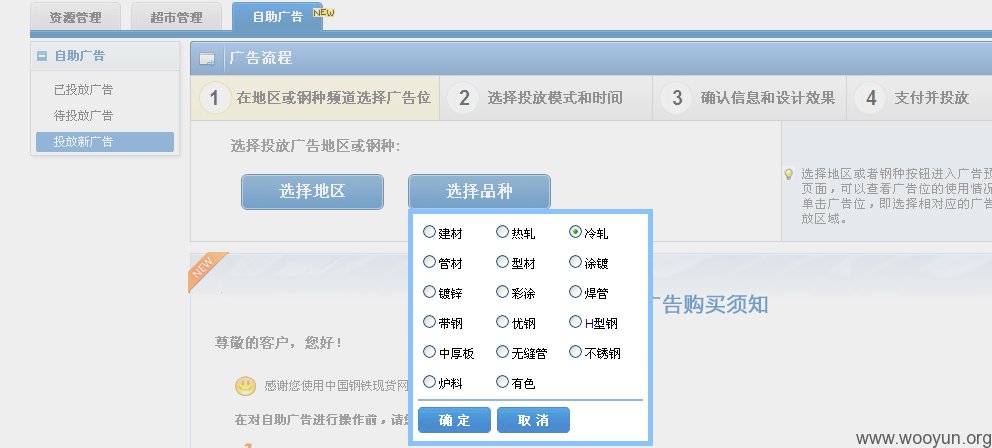 资源管理 超市管理 自助广告 NEW
自助广告
已投放广告
待投放广告
投放新广告
广告流程
1 在地区或钢种频道选择广告位 2 选择投放模式和时间 3 确认信息和设计效果 4 支付并投放
选择投放广告地区或钢种:
选择地区 选择品种
选择地区或者钢种按钮进入广告预
页面，可以查看广告位的使用情况
单击广告位，即选择相对应的广告
放区域。
建材 热轧 冷轧
管材 型材 涂镀
镀锌 彩涂 焊管
带钢 优钢 H型钢
中厚板 无缝管 不锈钢
炉料 有色
确 定 取 消
NEW
广告购买须知
尊敬的客户，您好！
感谢您使用中国钢铁现货网
在对自助广告进行操作前，请
www.wooyun.org